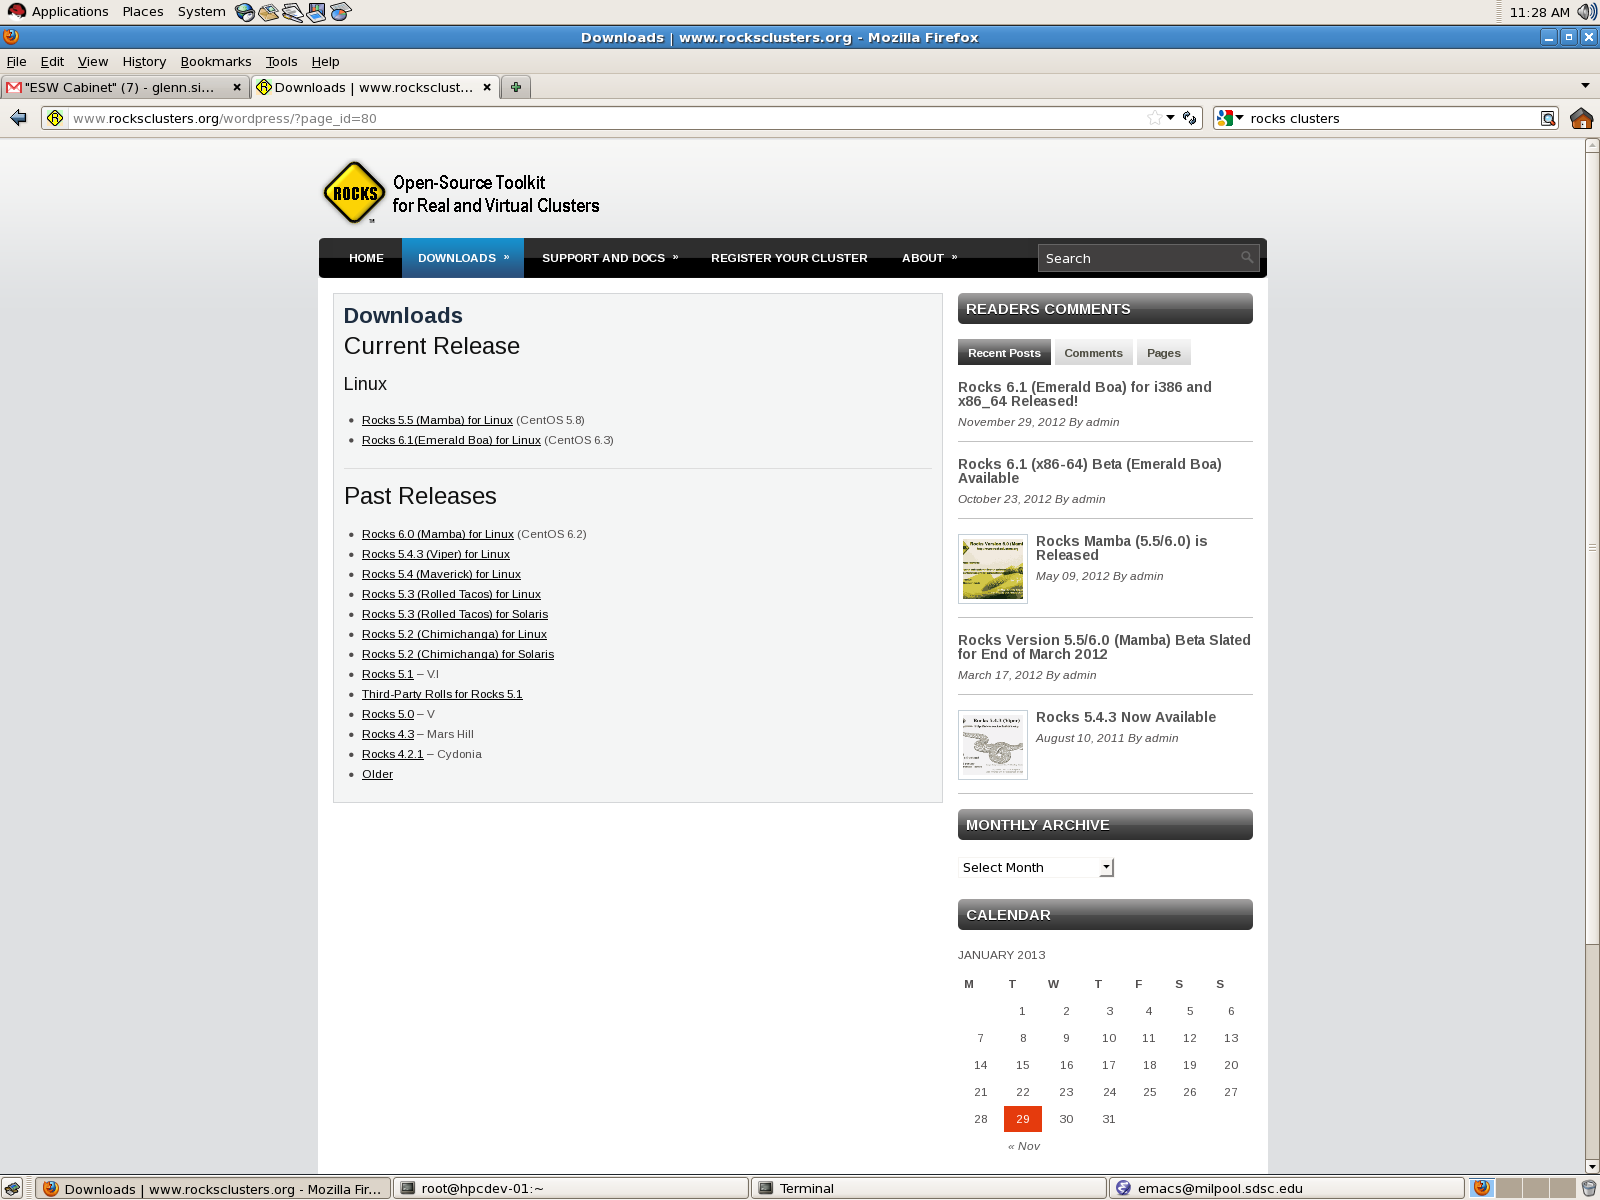 Applications Places System
11:28 AM
Downloads | www.rocksclusters.org - Mozilla Firefox
File Edit View History Bookmarks Tools Help
"ESW Cabinet" (7) - glenn.si...
Downloads | www.rocksclust...
www.rocksclusters.org/wordpress/?page_id=80
rocks clusters
ROCKS
Open-Source Toolkit
for Real and Virtual Clusters
HOME
DOWNLOADS »
SUPPORT AND DOCS »
REGISTER YOUR CLUSTER
ABOUT »
Search
Downloads
Current Release
Linux
Rocks 5.5 (Mamba) for Linux (CentOS 5.8)
Rocks 6.1(Emerald Boa) for Linux (CentOS 6.3)
Past Releases
Rocks 6.0 (Mamba) for Linux (CentOS 6.2)
Rocks 5.4.3 (Viper) for Linux
Rocks 5.4 (Maverick) for Linux
Rocks 5.3 (Rolled Tacos) for Linux
Rocks 5.3 (Rolled Tacos) for Solaris
Rocks 5.2 (Chimichanga) for Linux
Rocks 5.2 (Chimichanga) for Solaris
Rocks 5.1 – V.I
Third-Party Rolls for Rocks 5.1
Rocks 5.0 – V
Rocks 4.3 – Mars Hill
Rocks 4.2.1 – Cydonia
Older
READERS COMMENTS
Recent Posts
Comments
Pages
Rocks 6.1 (Emerald Boa) for i386 and
x86_64 Released!
November 29, 2012 By admin
Rocks 6.1 (x86-64) Beta (Emerald Boa)
Available
October 23, 2012 By admin
Rocks Mamba (5.5/6.0) is
Released
May 09, 2012 By admin
Rocks Version 5.5/6.0 (Mamba) Beta Slated
for End of March 2012
March 17, 2012 By admin
Rocks 5.4.3 Now Available
August 10, 2011 By admin
MONTHLY ARCHIVE
Select Month
CALENDAR
JANUARY 2013
M T W T F S S
1 2 3 4 5 6
7 8 9 10 11 12 13
14 15 16 17 18 19 20
21 22 23 24 25 26 27
28 29 30 31
« Nov
Downloads | www.rocksclusters.org - Mozilla Fir...
root@hpcdev-01:~
Terminal
emacs@milpool.sdsc.edu